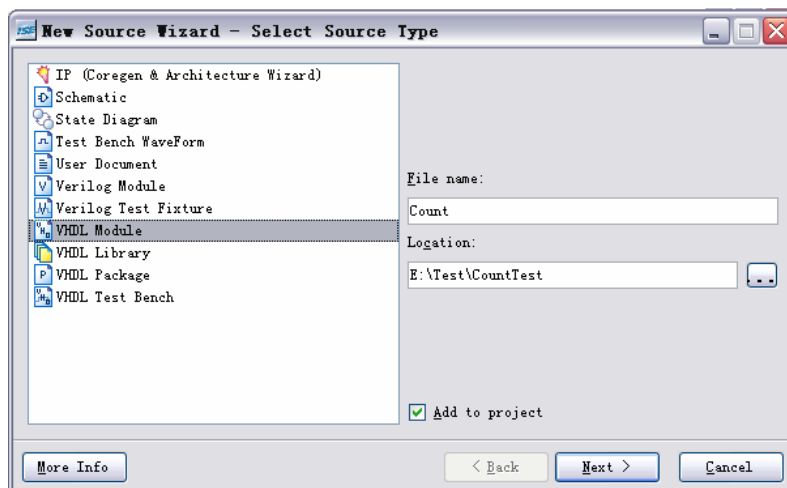 ISE New Source Wizard - Select Source Type
IP (Coregen & Architecture Wizard)
Schematic
State Diagram
Test Bench WaveForm
User Document
Verilog Module
Verilog Test Fixture
VHDL Module
VHDL Library
VHDL Package
VHDL Test Bench
File name:
Count
Location:
E:\Test\CountTest
...
Add to project
More Info
< Back
Next >
Cancel